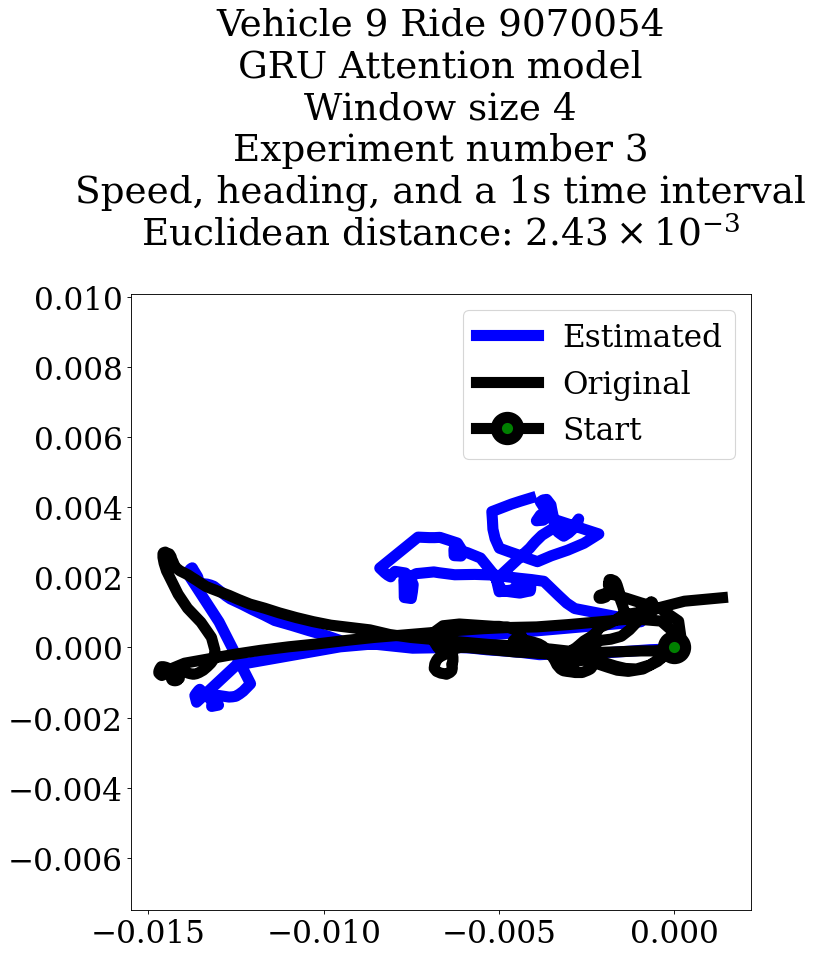 Vehicle 9 Ride 9070054
GRU Attention model
Window size 4
Experiment number 3
Speed, heading, and a 1s time interval
Euclidean distance: 2.43 × 10⁻³
Estimated
Original
Start
0.010
0.008
0.006
0.004
0.002
0.000
−0.002
−0.004
−0.006
−0.015 −0.010 −0.005 0.000